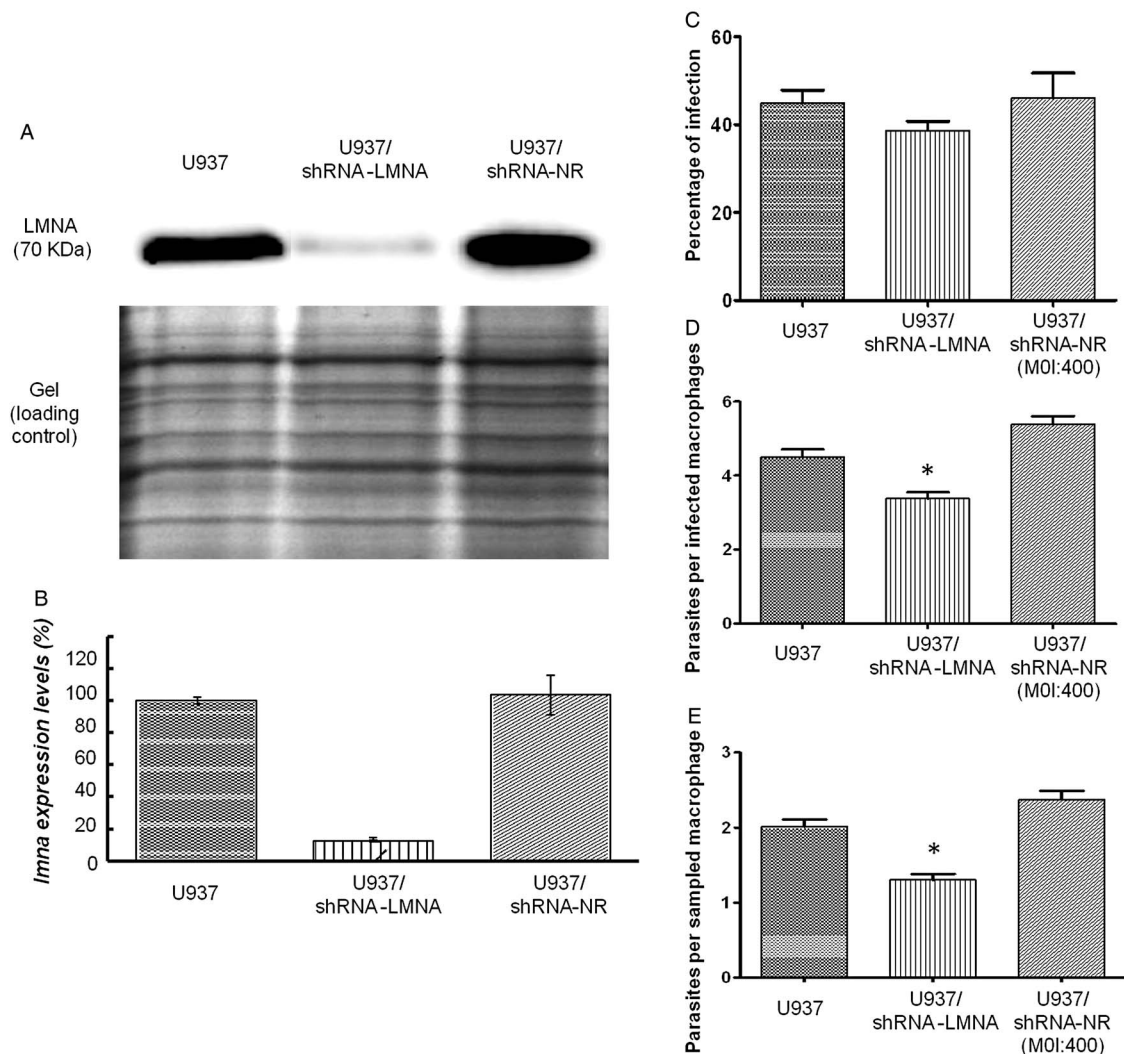 A
U937
U937/
shRNA-LMNA
U937/
shRNA-NR
LMNA
(70 KDa)
Gel
(loading
control)
B
lmna expression levels (%)
120
100
80
60
40
20
0
U937
U937/
shRNA-LMNA
U937/
shRNA-NR
C
Percentage of infection
60
40
20
0
U937
U937/
shRNA-LMNA
U937/
shRNA-NR
(M0I:400)
D
Parasites per infected macrophages
6
4
2
0
*
U937
U937/
shRNA-LMNA
U937/
shRNA-NR
(M0I:400)
E
Parasites per sampled macrophage
3
2
1
0
*
U937
U937/
shRNA-LMNA
U937/
shRNA-NR
(M0I:400)